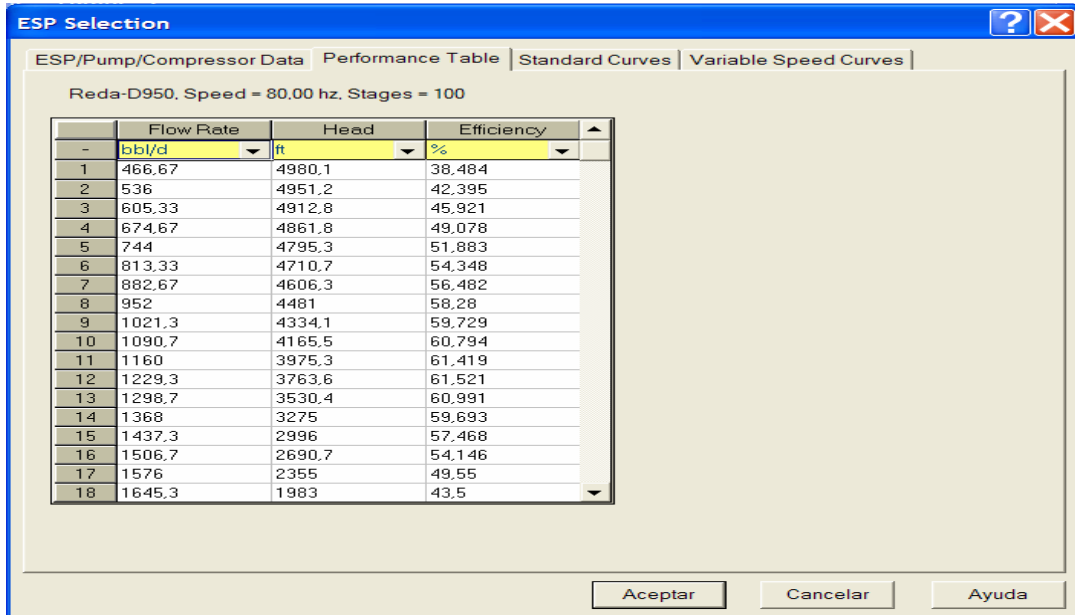 ESP Selection
ESP/Pump/Compressor Data Performance Table Standard Curves Variable Speed Curves
Reda-D950, Speed = 80,00 hz, Stages = 100
Flow Rate Head Efficiency
- bbl/d ft %
1 466,67 4980,1 38,484
2 536 4951,2 42,395
3 605,33 4912,8 45,921
4 674,67 4861,8 49,078
5 744 4795,3 51,883
6 813,33 4710,7 54,348
7 882,67 4606,3 56,482
8 952 4481 58,28
9 1021,3 4334,1 59,729
10 1090,7 4165,5 60,794
11 1160 3975,3 61,419
12 1229,3 3763,6 61,521
13 1298,7 3530,4 60,991
14 1368 3275 59,693
15 1437,3 2996 57,468
16 1506,7 2690,7 54,146
17 1576 2355 49,55
18 1645,3 1983 43,5
Aceptar Cancelar Ayuda